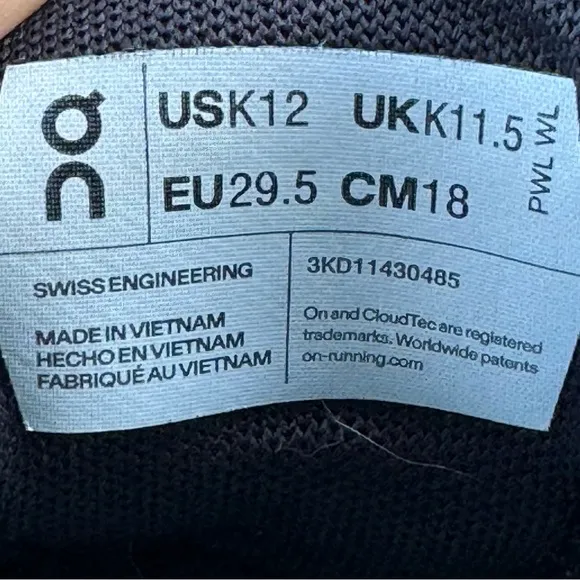 On
USK12 UKK11.5
EU29.5 CM18
PWL WL
SWISS ENGINEERING
MADE IN VIETNAM
HECHO EN VIETNAM
FABRIQUÉ AU VIETNAM
3KD11430485
On and CloudTec are registered
trademarks. Worldwide patents
on-running.com